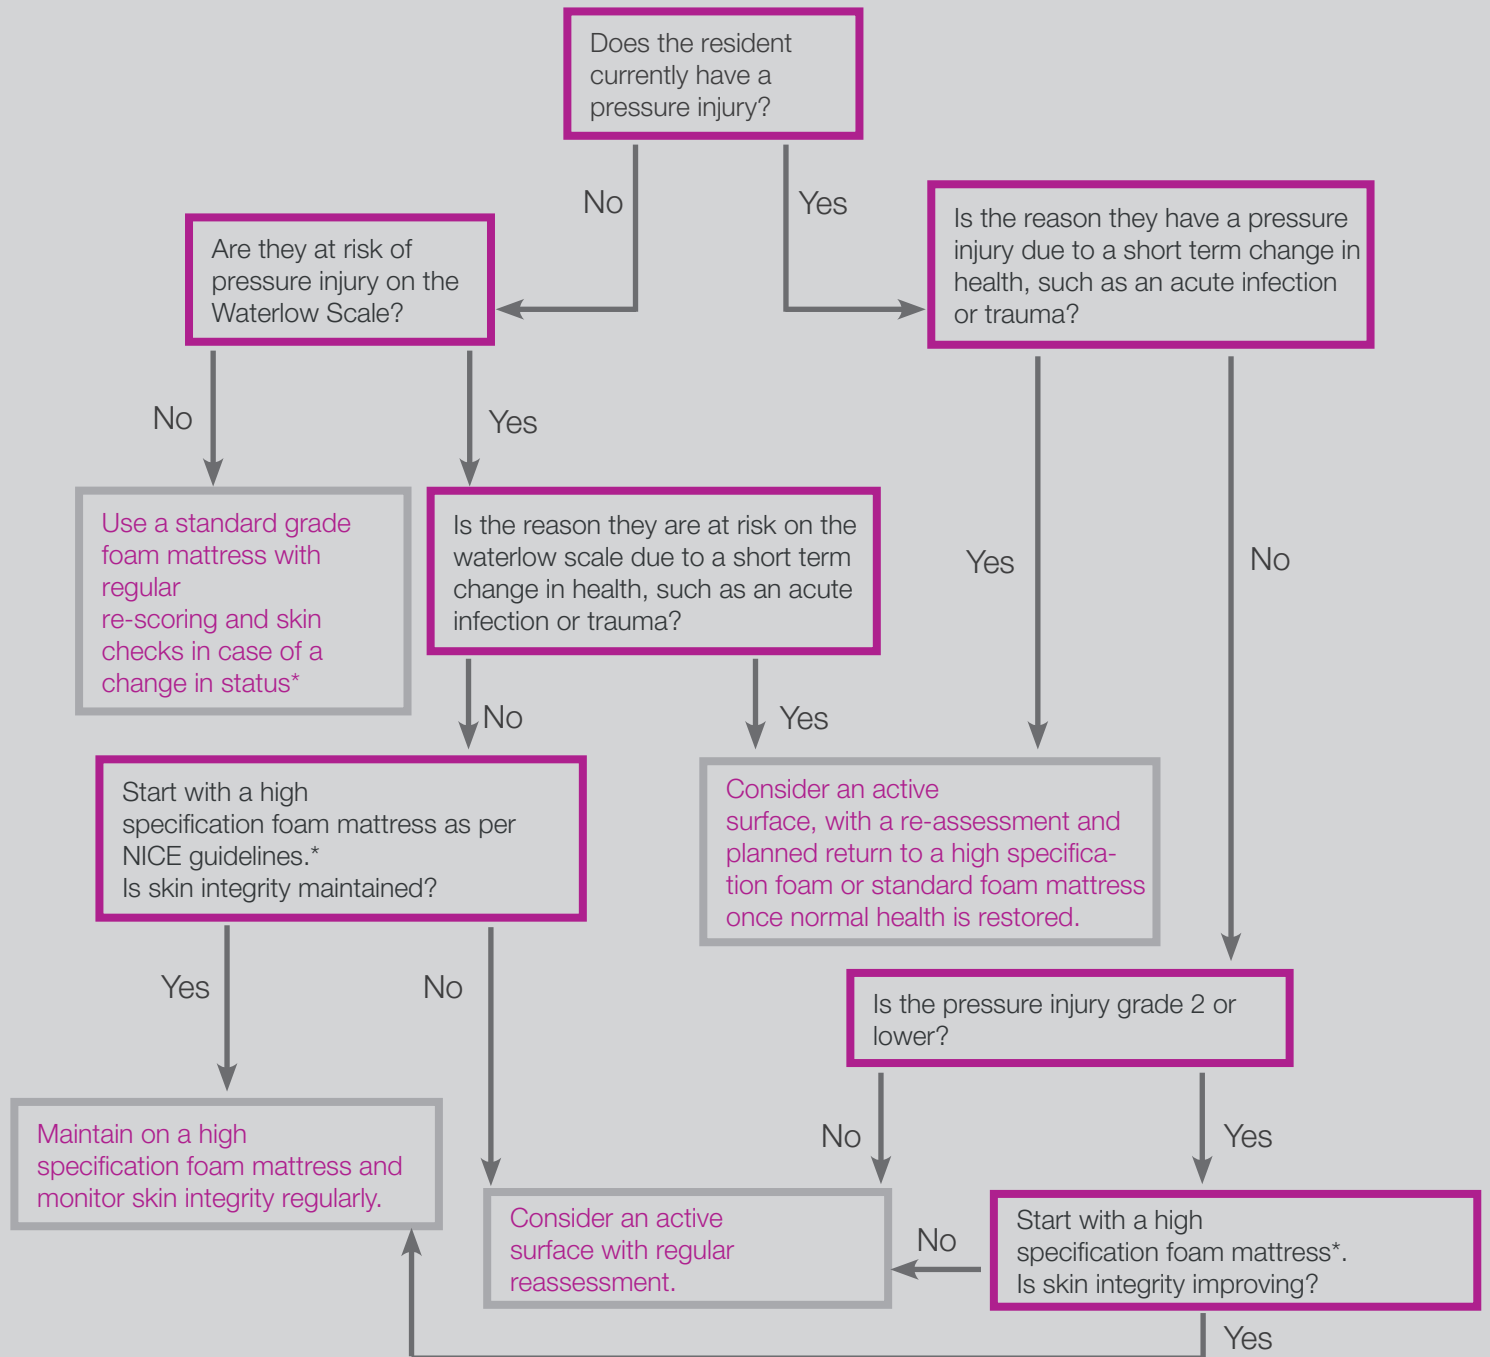 Does the resident
currently have a
pressure injury?
No
Yes
Is the reason they have a pressure
injury due to a short term change in
health, such as an acute infection
or trauma?
Are they at risk of
pressure injury on the
Waterlow Scale?
No
Yes
Yes
No
Use a standard grade
foam mattress with
regular
re-scoring and skin
checks in case of a
change in status*
Is the reason they are at risk on the
waterlow scale due to a short term
change in health, such as an acute
infection or trauma?
No
Yes
Start with a high
specification foam mattress as per
NICE guidelines.*
Is skin integrity maintained?
Consider an active
surface, with a re-assessment and
planned return to a high specifica-
tion foam or standard foam mattress
once normal health is restored.
Yes
No
Is the pressure injury grade 2 or
lower?
No
Yes
Maintain on a high
specification foam mattress and
monitor skin integrity regularly.
Consider an active
surface with regular
reassessment.
No
Start with a high
specification foam mattress*.
Is skin integrity improving?
Yes